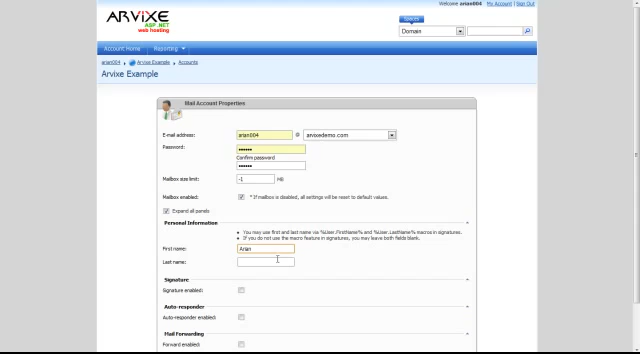 Welcome arian004 My Account | Sign Out
ARVIXE
ASP.NET
web hosting
Spaces
Domain
Account Home Reporting
arian004 Arvixe Example Accounts
Arvixe Example
Mail Account Properties
E-mail address: arian004 @ arvixedemo.com
Password: ••••••
Confirm password
••••••
Mailbox size limit: -1 MB
Mailbox enabled: * If mailbox is disabled, all settings will be reset to default values.
Expand all panels
Personal Information
• You may use first and last name via %User.FirstName% and %User.LastName% macros in signatures.
• If you do not use the macro feature in signatures, you may leave both fields blank.
First name: Arian
Last name:
Signature
Signature enabled:
Auto-responder
Auto-responder enabled:
Mail Forwarding
Forward enabled: